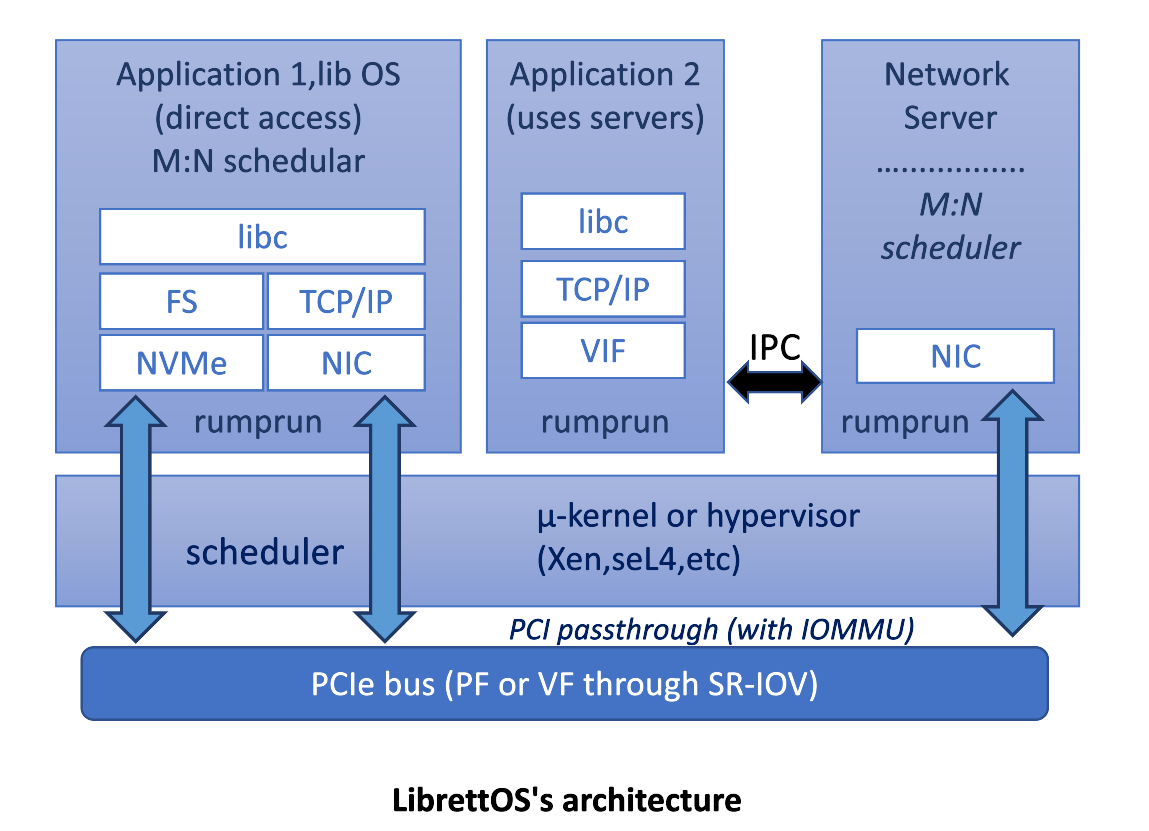 Application 1,lib OS
(direct access)
M:N schedular
libc
FS
TCP/IP
NVMe
NIC
rumprun
Application 2
(uses servers)
libc
TCP/IP
VIF
rumprun
IPC
Network
Server
…..............
M:N
scheduler
NIC
rumprun
scheduler
μ-kernel or hypervisor
(Xen,seL4,etc)
PCI passthrough (with IOMMU)
PCIe bus (PF or VF through SR-IOV)
LibrettOS's architecture